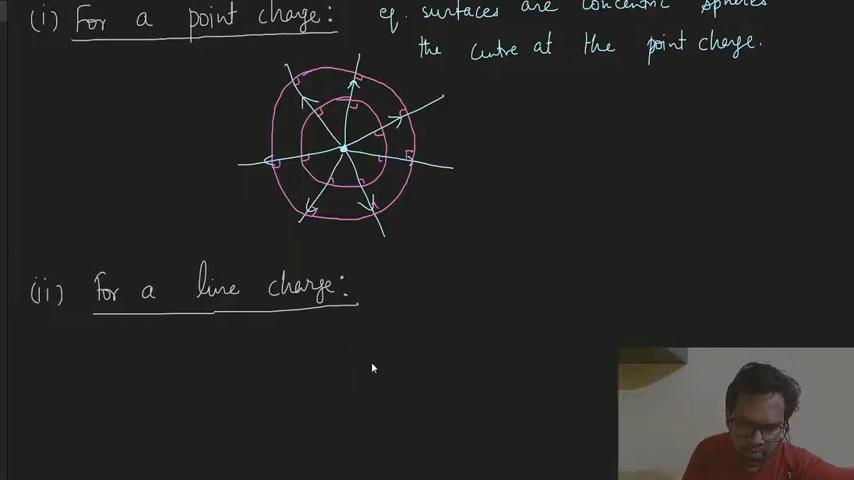 (i) For a point charge:
eq. surfaces are concentric spheres
the centre at the point charge.
(ii) For a line charge: